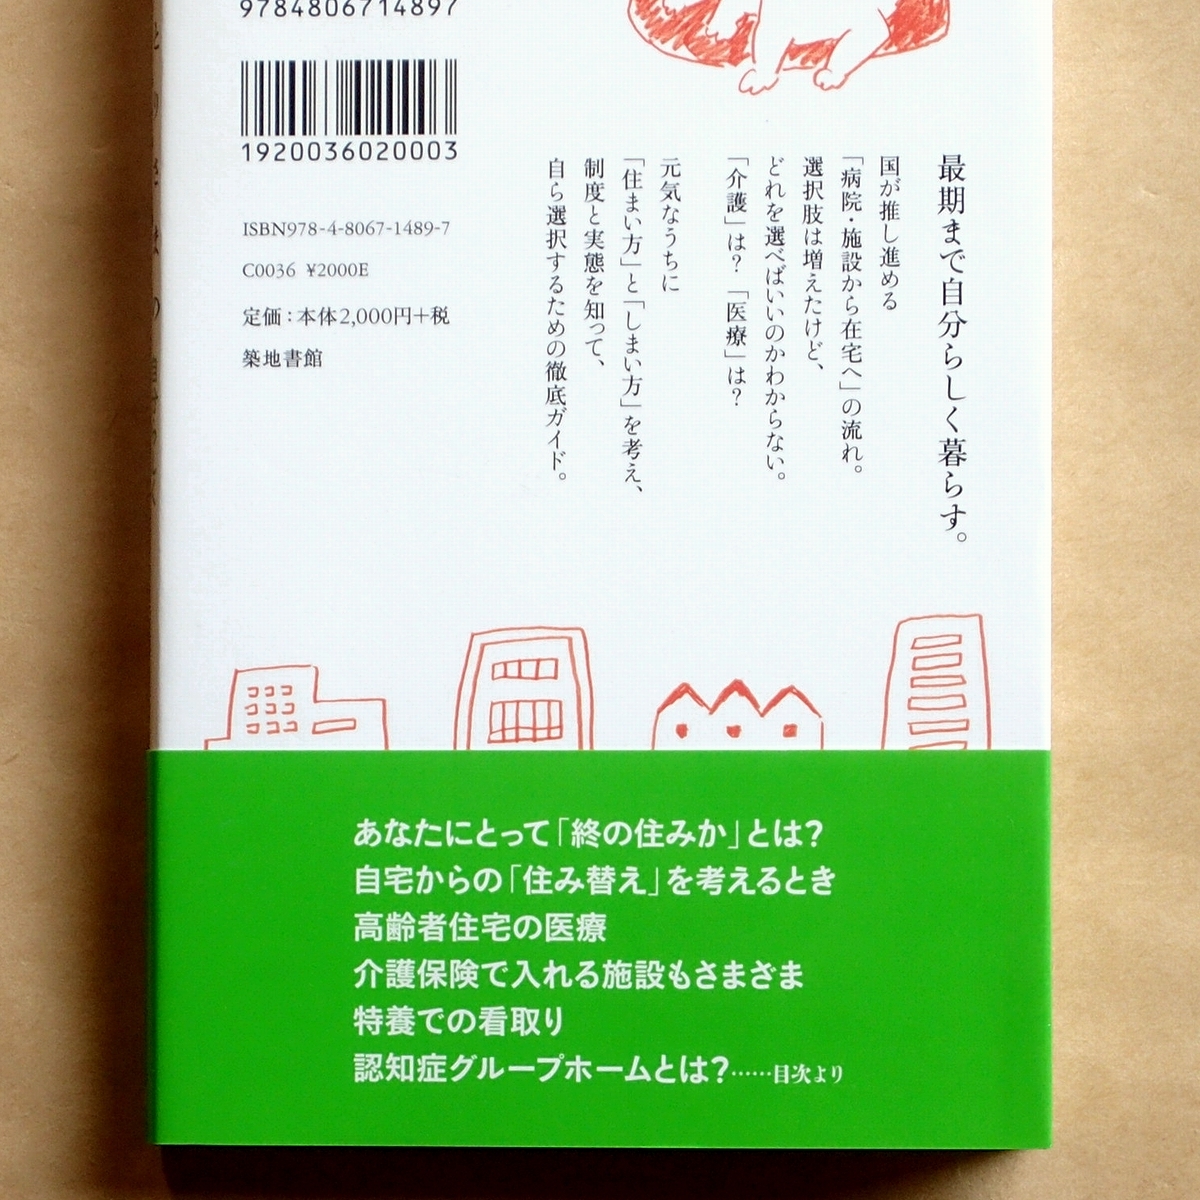 9784806714897
1920036020003
ISBN978-4-8067-1489-7
C0036 ¥2000E
定価：本体2,000円＋税
築地書館
最期まで自分らしく暮らす。
国が推し進める
「病院・施設から在宅へ」の流れ。
選択肢は増えたけど、
どれを選べばいいのかわからない。
「介護」は？「医療」は？
元気なうちに
「住まい方」と「しまい方」を考え、
制度と実態を知って、
自ら選択するための徹底ガイド。
あなたにとって「終の住みか」とは？
自宅からの「住み替え」を考えるとき
高齢者住宅の医療
介護保険で入れる施設もさまざま
特養での看取り
認知症グループホームとは？……目次より